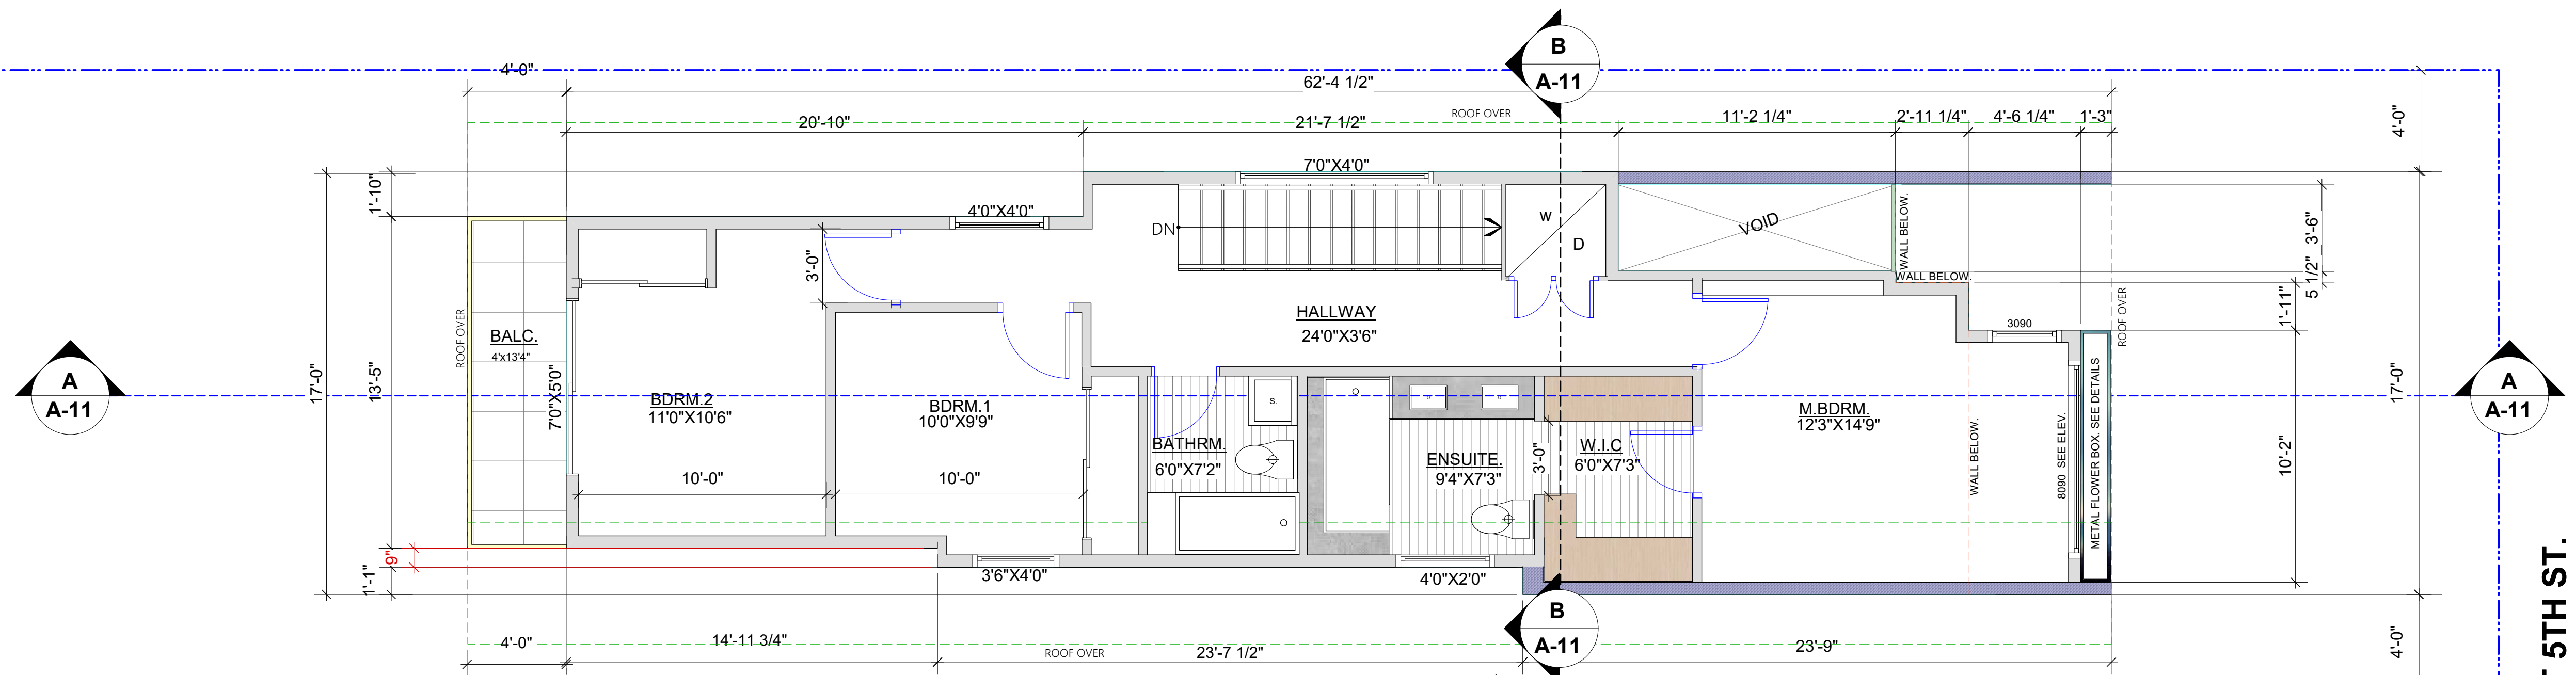 B
A-11
4'-0"
62'-4 1/2"
ROOF OVER
20'-10"
21'-7 1/2"
11'-2 1/4"
2'-11 1/4"
4'-6 1/4"
1'-3"
4'-0"
7'0"X4'0"
1'-10"
4'0"X4'0"
DN
W
D
VOID
WALL BELOW.
WALL BELOW.
3'-6"
5 1/2"
3'-0"
HALLWAY
24'0"X3'6"
3090
1'-11"
ROOF OVER
ROOF OVER
BALC.
4'x13'4"
A
A-11
17'-0"
13'-5"
7'0"X5'0"
BDRM.2
11'0"X10'6"
BDRM.1
10'0"X9'9"
S.
BATHRM.
6'0"X7'2"
ENSUITE.
9'4"X7'3"
3'-0"
W.I.C
6'0"X7'3"
M.BDRM.
12'3"X14'9"
WALL BELOW.
8090 SEE ELEV.
METAL FLOWER BOX. SEE DETAILS
10'-2"
17'-0"
A
A-11
10'-0"
10'-0"
9"
1'-1"
3'6"X4'0"
4'0"X2'0"
B
A-11
4'-0"
14'-11 3/4"
ROOF OVER
23'-7 1/2"
23'-9"
4'-0"
5TH ST.